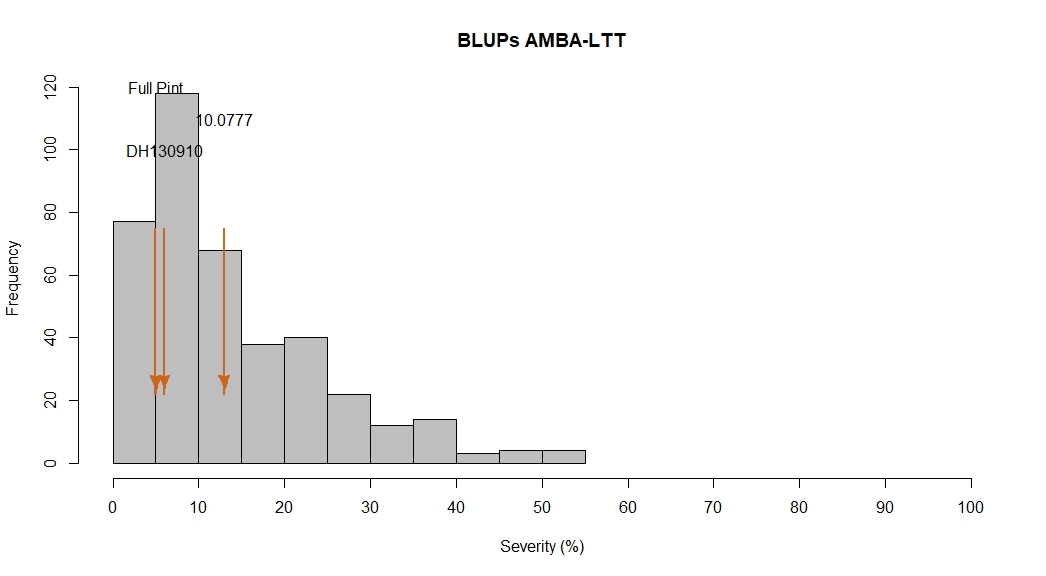 BLUPs AMBA-LTT
Full Pint
10.0777
DH130910
Frequency
120
100
80
60
40
20
0
0 10 20 30 40 50 60 70 80 90 100
Severity (%)